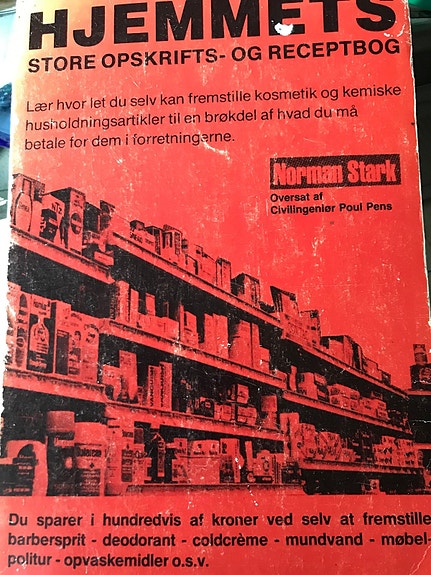 HJEMMETS
STORE OPSKRIFTS- OG RECEPTBOG
Lær hvor let du selv kan fremstille kosmetik og kemiske
husholdningsartikler til en brøkdel af hvad du må
betale for dem i forretningerne.
Norman Stark
Oversat af
Civilingeniør Poul Pens
Du sparer i hundredvis af kroner ved selv at fremstille
barbersprit - deodorant - coldcrème - mundvand - møbel-
politur - opvaskemidler o.s.v.